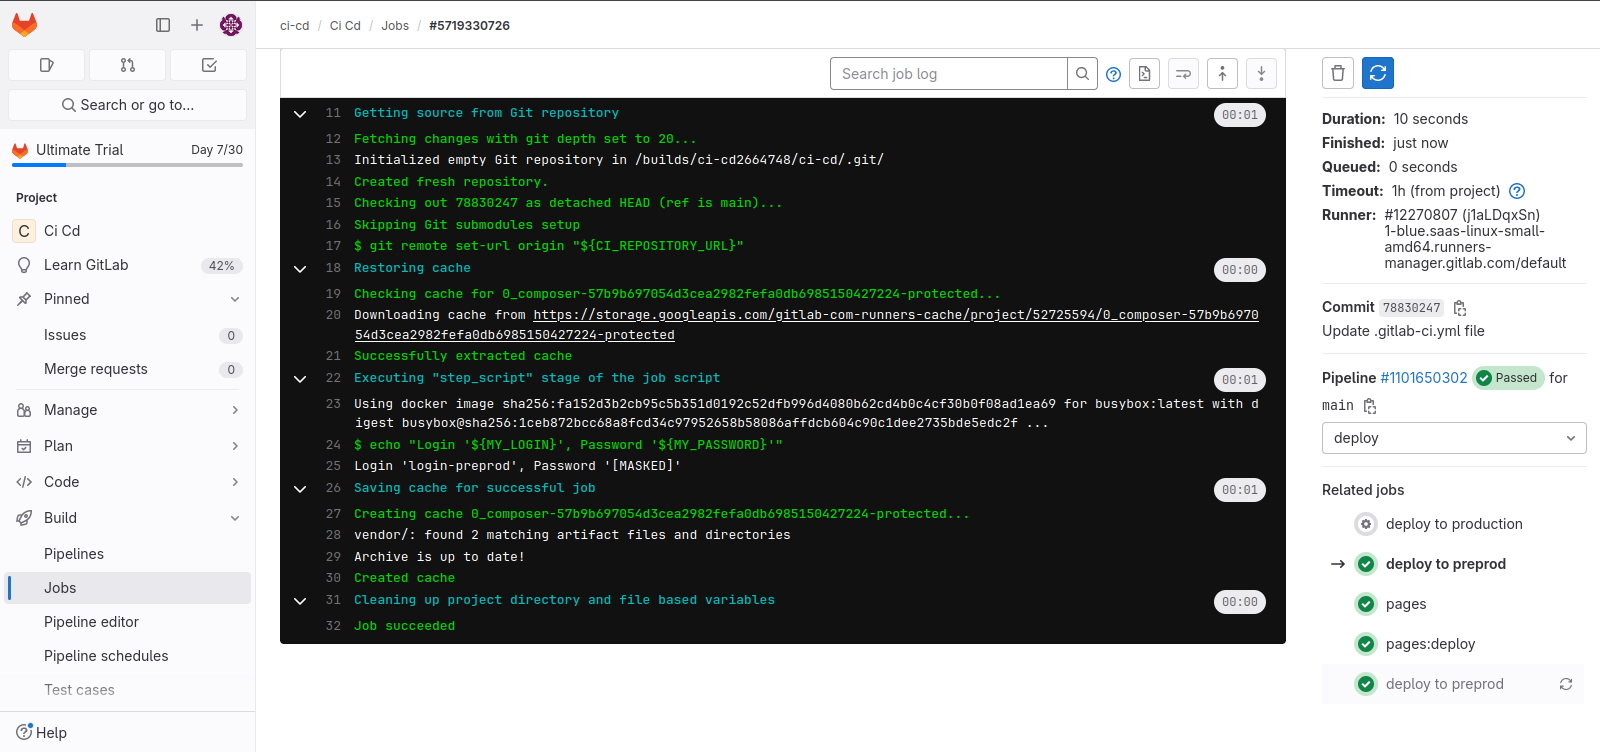 ci-cd / Ci Cd / Jobs / #5719330726
Search or go to...
Ultimate Trial Day 7/30
Project
C Ci Cd
Learn GitLab 42%
Pinned
Issues 0
Merge requests 0
Manage
Plan
Code
Build
Pipelines
Jobs
Pipeline editor
Pipeline schedules
Test cases
Help
Search job log
11 Getting source from Git repository 00:01
12 Fetching changes with git depth set to 20...
13 Initialized empty Git repository in /builds/ci-cd2664748/ci-cd/.git/
14 Created fresh repository.
15 Checking out 78830247 as detached HEAD (ref is main)...
16 Skipping Git submodules setup
17 $ git remote set-url origin "${CI_REPOSITORY_URL}"
18 Restoring cache 00:00
19 Checking cache for 0_composer-57b9b697054d3cea2982fefa0db6985150427224-protected...
20 Downloading cache from https://storage.googleapis.com/gitlab-com-runners-cache/project/52725594/0_composer-57b9b6970
54d3cea2982fefa0db6985150427224-protected
21 Successfully extracted cache
22 Executing "step_script" stage of the job script 00:01
23 Using docker image sha256:fa152d3b2cb95c5b351d0192c52dfb996d4080b62cd4b0c4cf30b0f08ad1ea69 for busybox:latest with d
igest busybox@sha256:1ceb872bcc68a8fcd34c97952658b58086affdcb604c90c1dee2735bde5edc2f ...
24 $ echo "Login '${MY_LOGIN}', Password '${MY_PASSWORD}'"
25 Login 'login-preprod', Password '[MASKED]'
26 Saving cache for successful job 00:01
27 Creating cache 0_composer-57b9b697054d3cea2982fefa0db6985150427224-protected...
28 vendor/: found 2 matching artifact files and directories
29 Archive is up to date!
30 Created cache
31 Cleaning up project directory and file based variables 00:00
32 Job succeeded
Duration: 10 seconds
Finished: just now
Queued: 0 seconds
Timeout: 1h (from project)
Runner: #12270807 (j1aLDqxSn)
1-blue.saas-linux-small-
amd64.runners-
manager.gitlab.com/default
Commit 78830247
Update .gitlab-ci.yml file
Pipeline #1101650302 Passed for
main
deploy
Related jobs
deploy to production
→ deploy to preprod
pages
pages:deploy
deploy to preprod